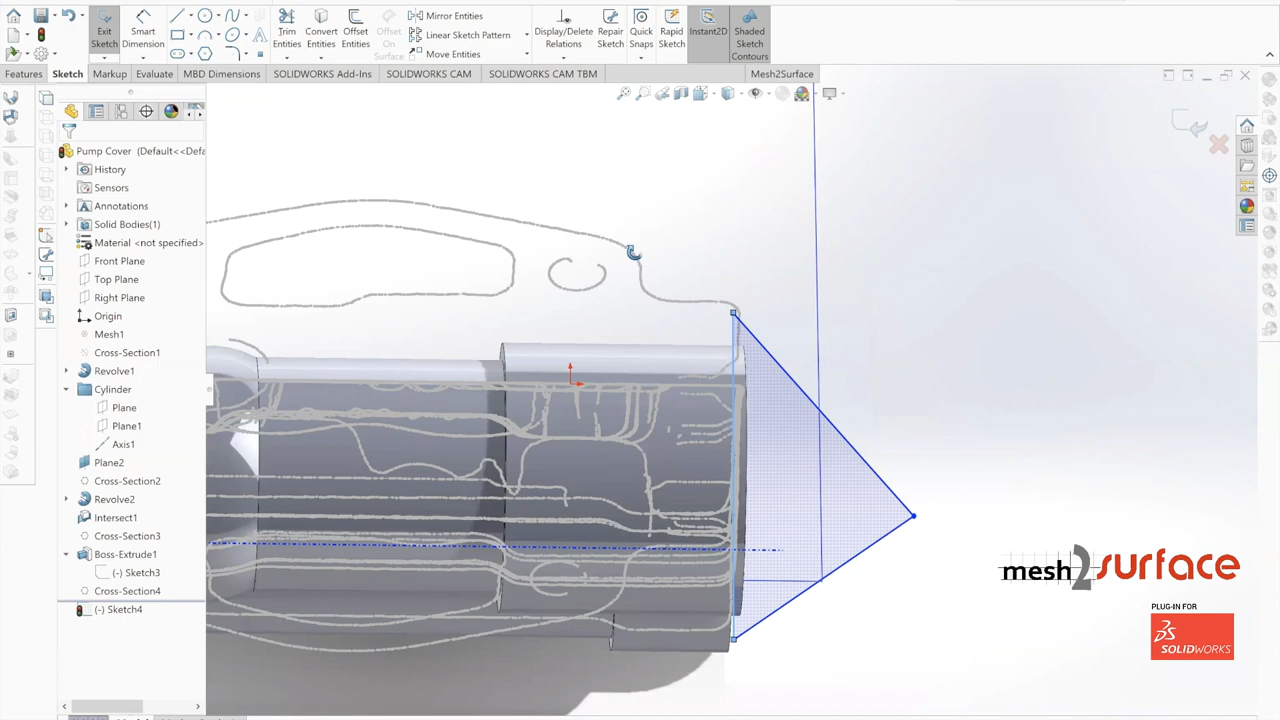 Exit Sketch
Smart Dimension
Trim Entities
Convert Entities
Offset Entities
Offset On Surface
Mirror Entities
Linear Sketch Pattern
Move Entities
Display/Delete Relations
Repair Sketch
Quick Snaps
Rapid Sketch
Instant2D
Shaded Sketch Contours
Features
Sketch
Markup
Evaluate
MBD Dimensions
SOLIDWORKS Add-Ins
SOLIDWORKS CAM
SOLIDWORKS CAM TBM
Mesh2Surface
Pump Cover (Default<<Defa
History
Sensors
Annotations
Solid Bodies(1)
Material <not specified>
Front Plane
Top Plane
Right Plane
Origin
Mesh1
Cross-Section1
Revolve1
Cylinder
Plane
Plane1
Axis1
Plane2
Cross-Section2
Revolve2
Intersect1
Cross-Section3
Boss-Extrude1
(-) Sketch3
Cross-Section4
(-) Sketch4
mesh2surface
PLUG-IN FOR
SOLIDWORKS